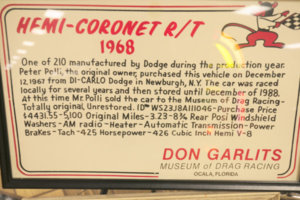 HEMI-CORONET R/T
1968
One of 210 manufactured by Dodge during the production year.
Peter Polli, the original owner, purchased this vehicle on December
12, 1967 from DI-CARLO Dodge in Newburgh, N.Y. The car was raced
locally for several years and then stored until December of 1988.
At this time Mr. Polli sold the car to the Museum of Drag Racing-
Totally original, Unrestored. ID# WS23J8A111046-Purchase Price
$4431.55-5,100 Original Miles-3.23-8¾ Rear Posi Windshield
Washers-AM radio-Heater-Automatic Transmission-Power
Brakes-Tach-425 Horsepower-426 Cubic Inch Hemi V-8
DON GARLITS
MUSEUM of DRAG RACING
OCALA, FLORIDA